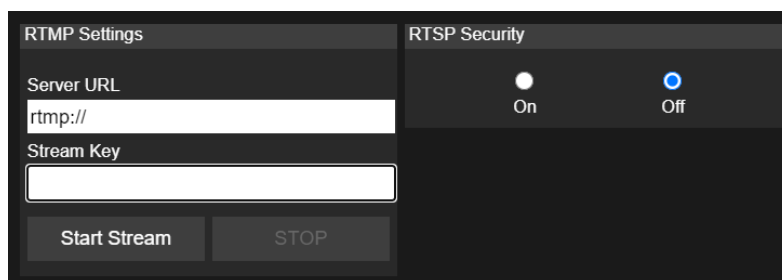 RTMP Settings
Server URL
rtmp://
Stream Key
Start Stream
STOP
RTSP Security
On
Off